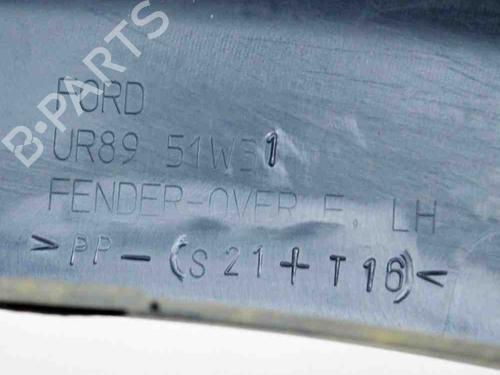 B-PARTS
FORD
UR89 51W31
FENDER-OVER F. LH
>PP-(S21+T16)<